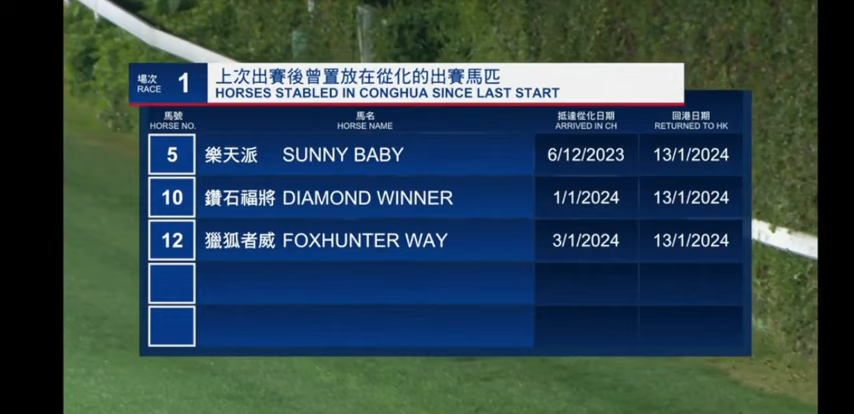 場次
RACE
1
上次出賽後曾置放在從化的出賽馬匹
HORSES STABLED IN CONGHUA SINCE LAST START
馬號 馬名 抵達從化日期 回港日期
HORSE NO. HORSE NAME ARRIVED IN CH RETURNED TO HK
5 樂天派 SUNNY BABY 6/12/2023 13/1/2024
10 鑽石福將 DIAMOND WINNER 1/1/2024 13/1/2024
12 獵狐者威 FOXHUNTER WAY 3/1/2024 13/1/2024